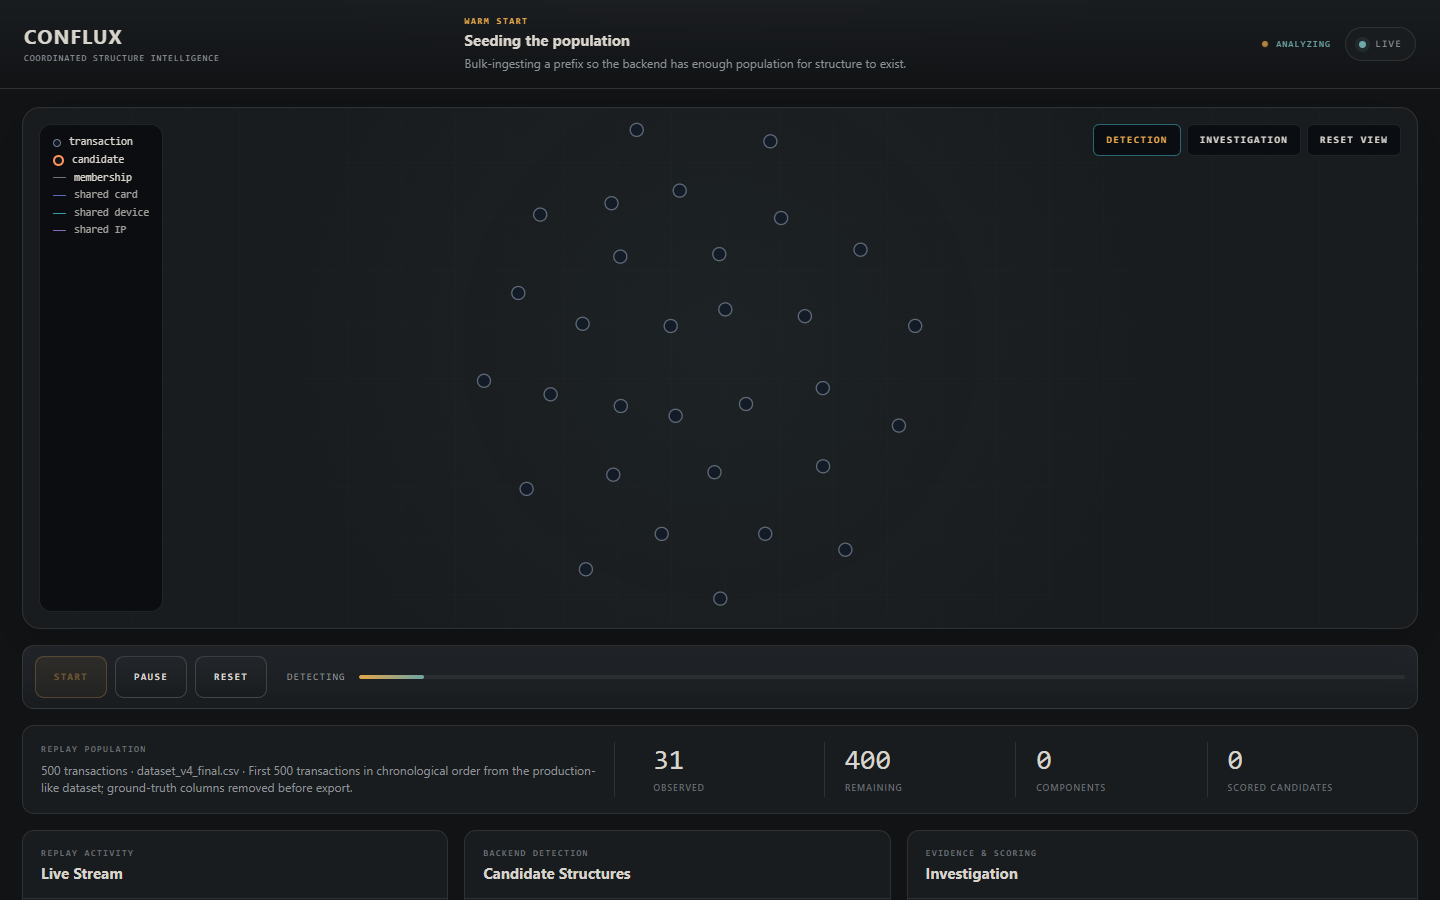 CONFLUX
COORDINATED STRUCTURE INTELLIGENCE
WARM START
Seeding the population
Bulk-ingesting a prefix so the backend has enough population for structure to exist.
ANALYZING
LIVE
transaction
candidate
membership
shared card
shared device
shared IP
DETECTION
INVESTIGATION
RESET VIEW
START
PAUSE
RESET
DETECTING
REPLAY POPULATION
500 transactions · dataset_v4_final.csv · First 500 transactions in chronological order from the production-
like dataset; ground-truth columns removed before export.
31
OBSERVED
400
REMAINING
0
COMPONENTS
0
SCORED CANDIDATES
REPLAY ACTIVITY
Live Stream
BACKEND DETECTION
Candidate Structures
EVIDENCE & SCORING
Investigation